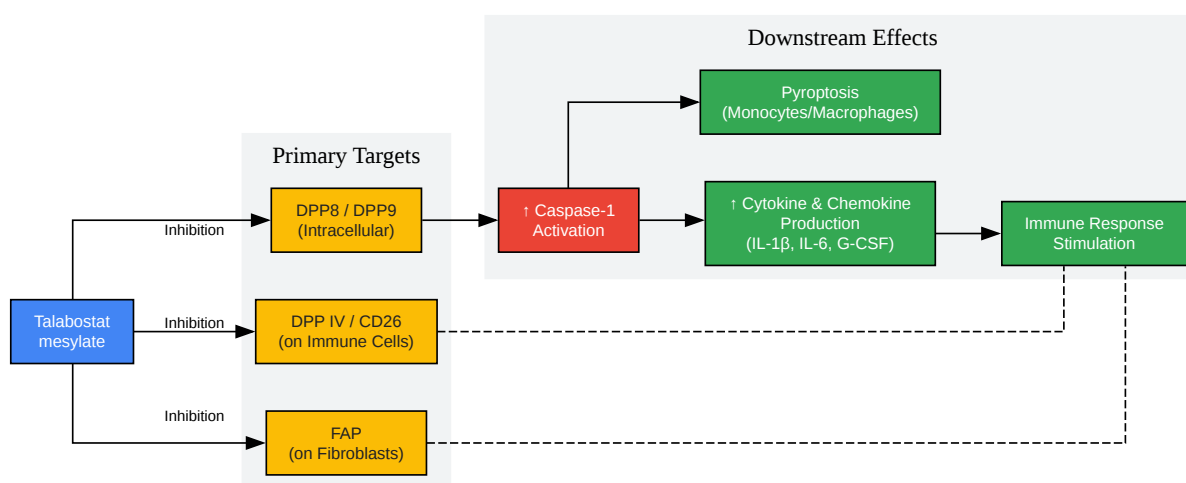 Downstream Effects
Pyroptosis
(Monocytes/Macrophages)
Primary Targets
DPP8 / DPP9
(Intracellular)
↑ Caspase-1
Activation
↑ Cytokine & Chemokine
Production
(IL-1β, IL-6, G-CSF)
Immune Response
Stimulation
Inhibition
Talabostat
mesylate
Inhibition
DPP IV / CD26
(on Immune Cells)
Inhibition
FAP
(on Fibroblasts)